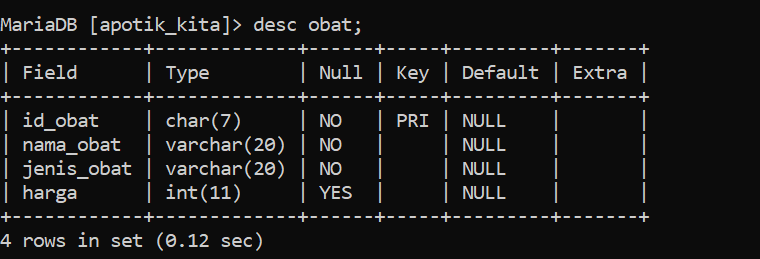 MariaDB [apotik_kita]> desc obat;
+------------+-------------+------+-----+---------+-------+
| Field      | Type        | Null | Key | Default | Extra |
+------------+-------------+------+-----+---------+-------+
| id_obat    | char(7)     | NO   | PRI | NULL    |       |
| nama_obat  | varchar(20) | NO   |     | NULL    |       |
| jenis_obat | varchar(20) | NO   |     | NULL    |       |
| harga      | int(11)     | YES  |     | NULL    |       |
+------------+-------------+------+-----+---------+-------+
4 rows in set (0.12 sec)